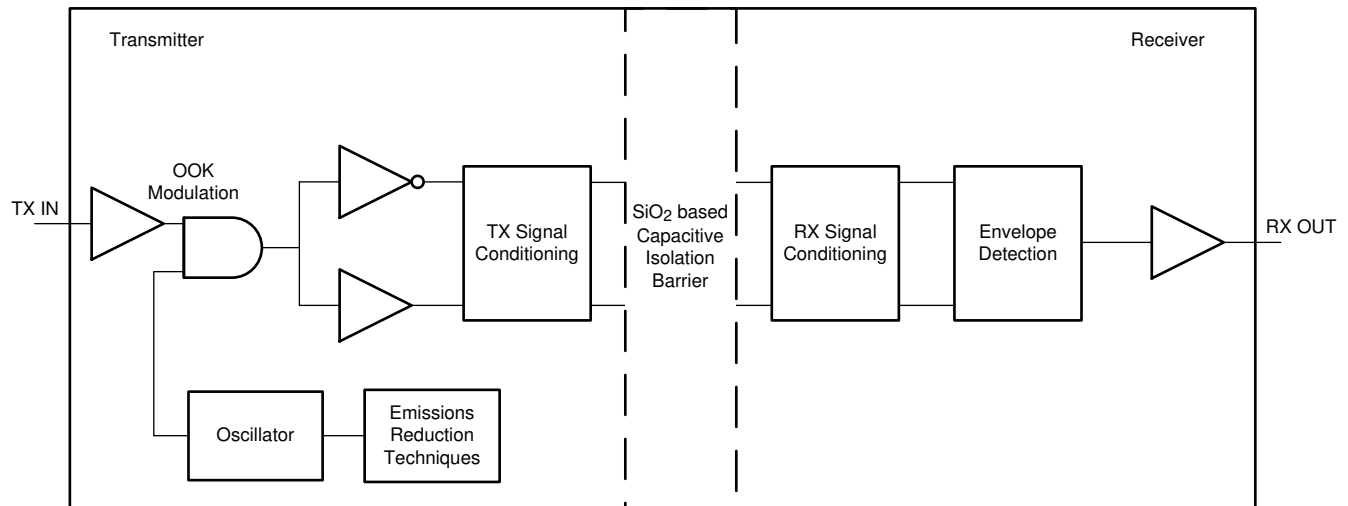 Transmitter
Receiver
OOK
Modulation
TX IN
TX Signal
Conditioning
SiO2 based
Capacitive
Isolation
Barrier
RX Signal
Conditioning
Envelope
Detection
RX OUT
Oscillator
Emissions
Reduction
Techniques